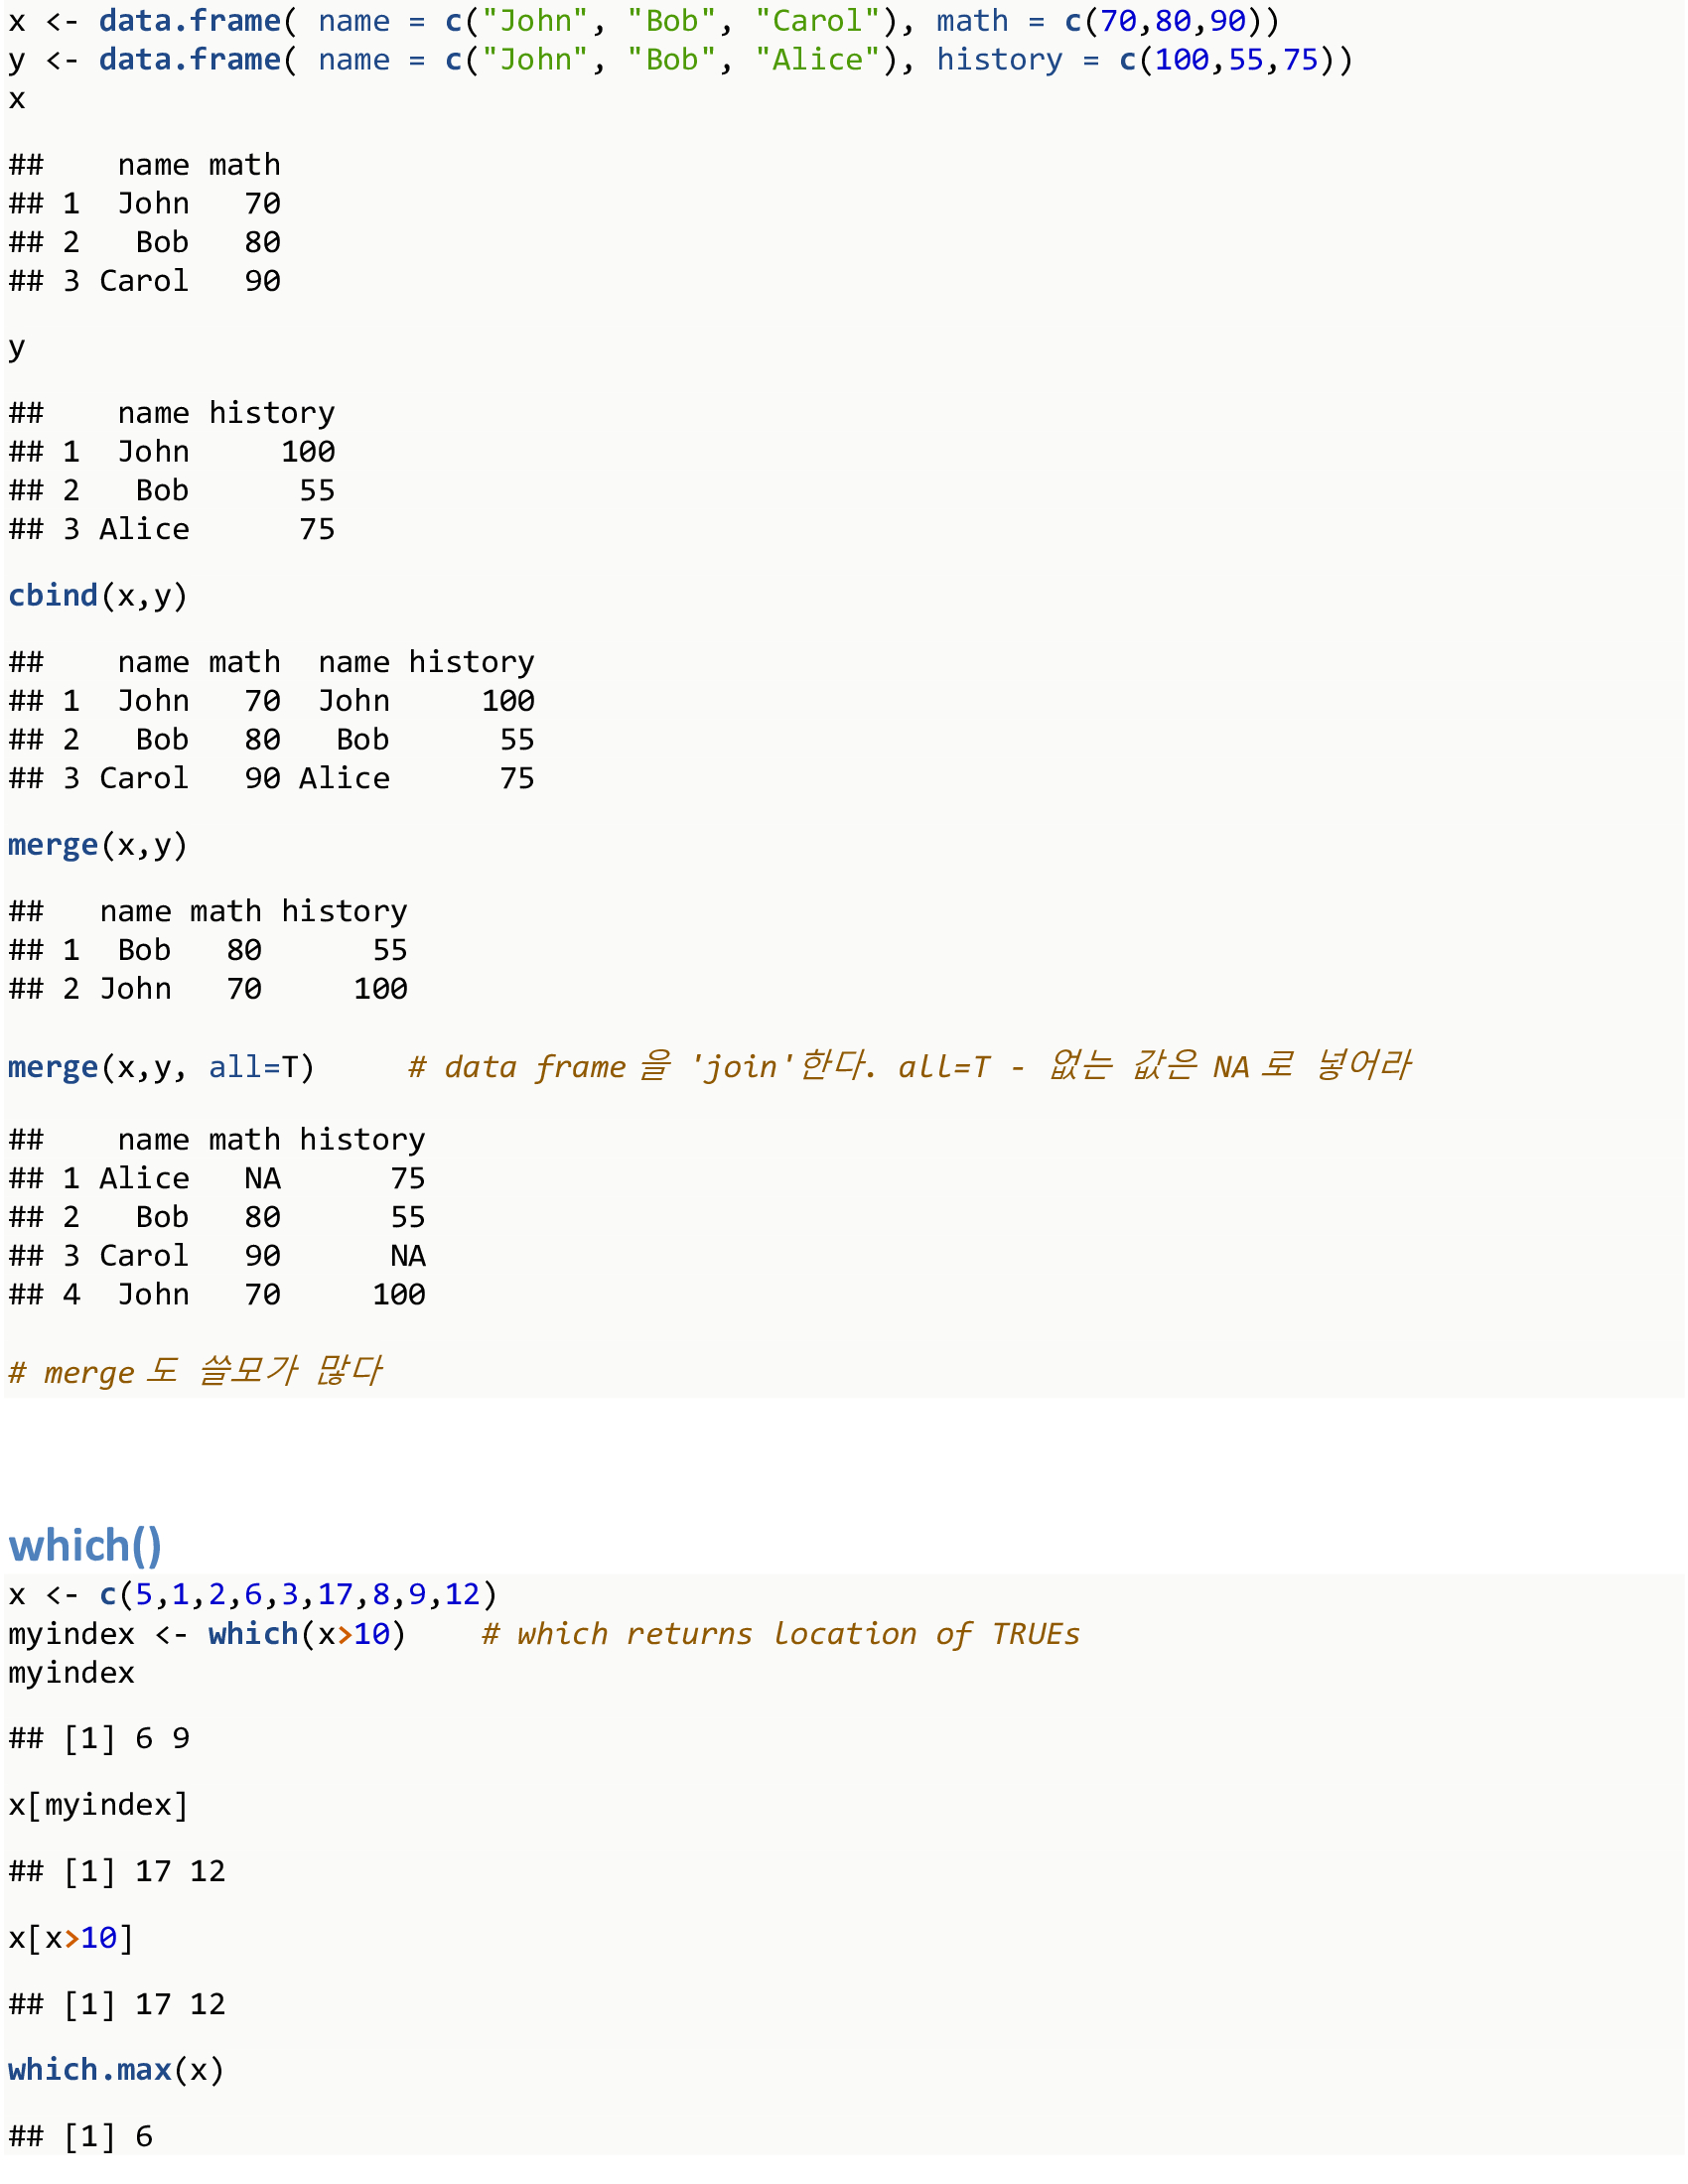 x <- data.frame( name = c("John", "Bob", "Carol"), math = c(70,80,90))
y <- data.frame( name = c("John", "Bob", "Alice"), history = c(100,55,75))
x
##    name math
## 1  John   70
## 2   Bob   80
## 3 Carol   90
y
##    name history
## 1  John     100
## 2   Bob      55
## 3 Alice      75
cbind(x,y)
##    name math  name history
## 1  John   70  John     100
## 2   Bob   80   Bob      55
## 3 Carol   90 Alice      75
merge(x,y)
##   name math history
## 1  Bob   80      55
## 2 John   70     100
merge(x,y, all=T)     # data frame 을 'join'한다. all=T - 없는 값은 NA 로 넣어라
##    name math history
## 1 Alice   NA      75
## 2   Bob   80      55
## 3 Carol   90      NA
## 4  John   70     100
# merge 도 쓸모가 많다
which()
x <- c(5,1,2,6,3,17,8,9,12)
myindex <- which(x>10)    # which returns location of TRUEs
myindex
## [1] 6 9
x[myindex]
## [1] 17 12
x[x>10]
## [1] 17 12
which.max(x)
## [1] 6